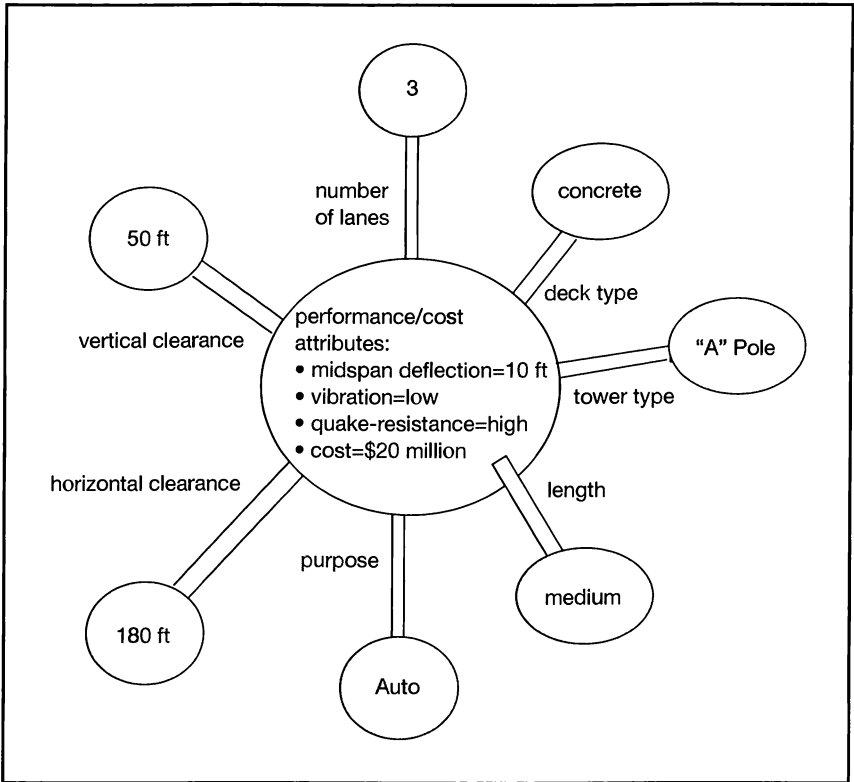 3
number
of lanes
concrete
50 ft
deck type
vertical clearance
performance/cost
attributes:
• midspan deflection=10 ft
• vibration=low
• quake-resistance=high
• cost=$20 million
"A" Pole
tower type
horizontal clearance
length
purpose
medium
180 ft
Auto